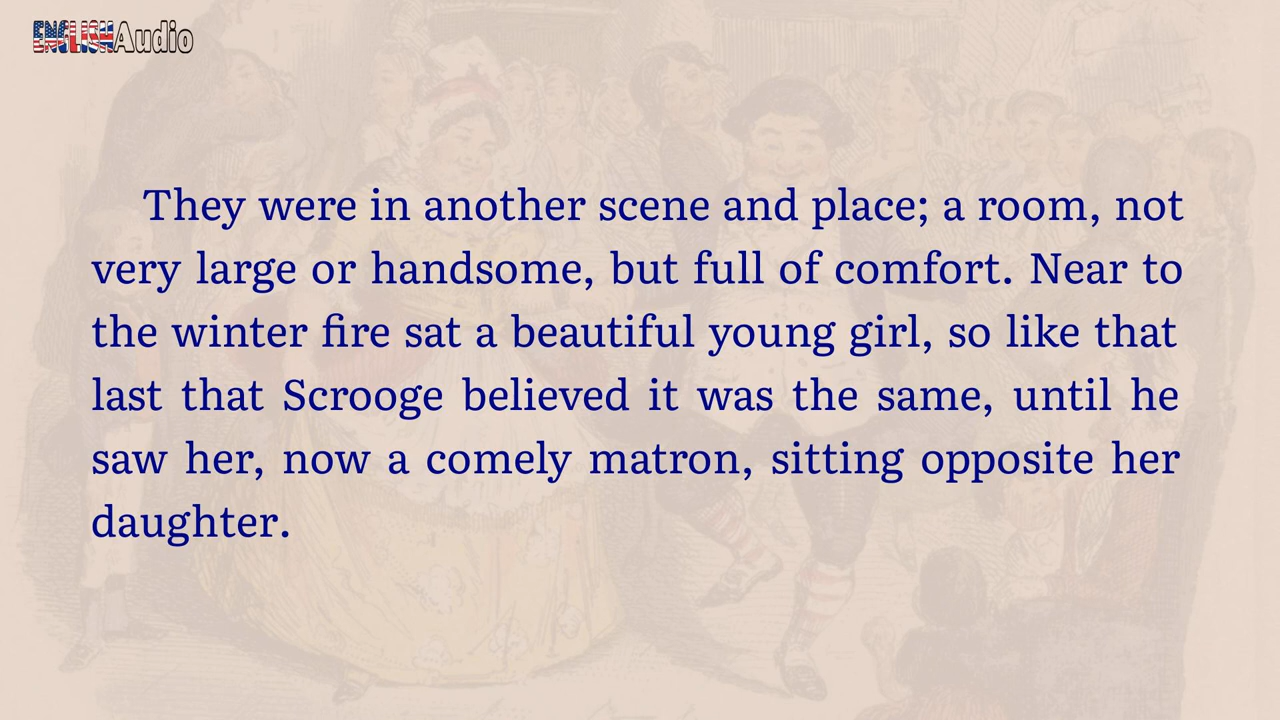 ENGLISHAudio
They were in another scene and place; a room, not
very large or handsome, but full of comfort. Near to
the winter fire sat a beautiful young girl, so like that
last that Scrooge believed it was the same, until he
saw her, now a comely matron, sitting opposite her
daughter.